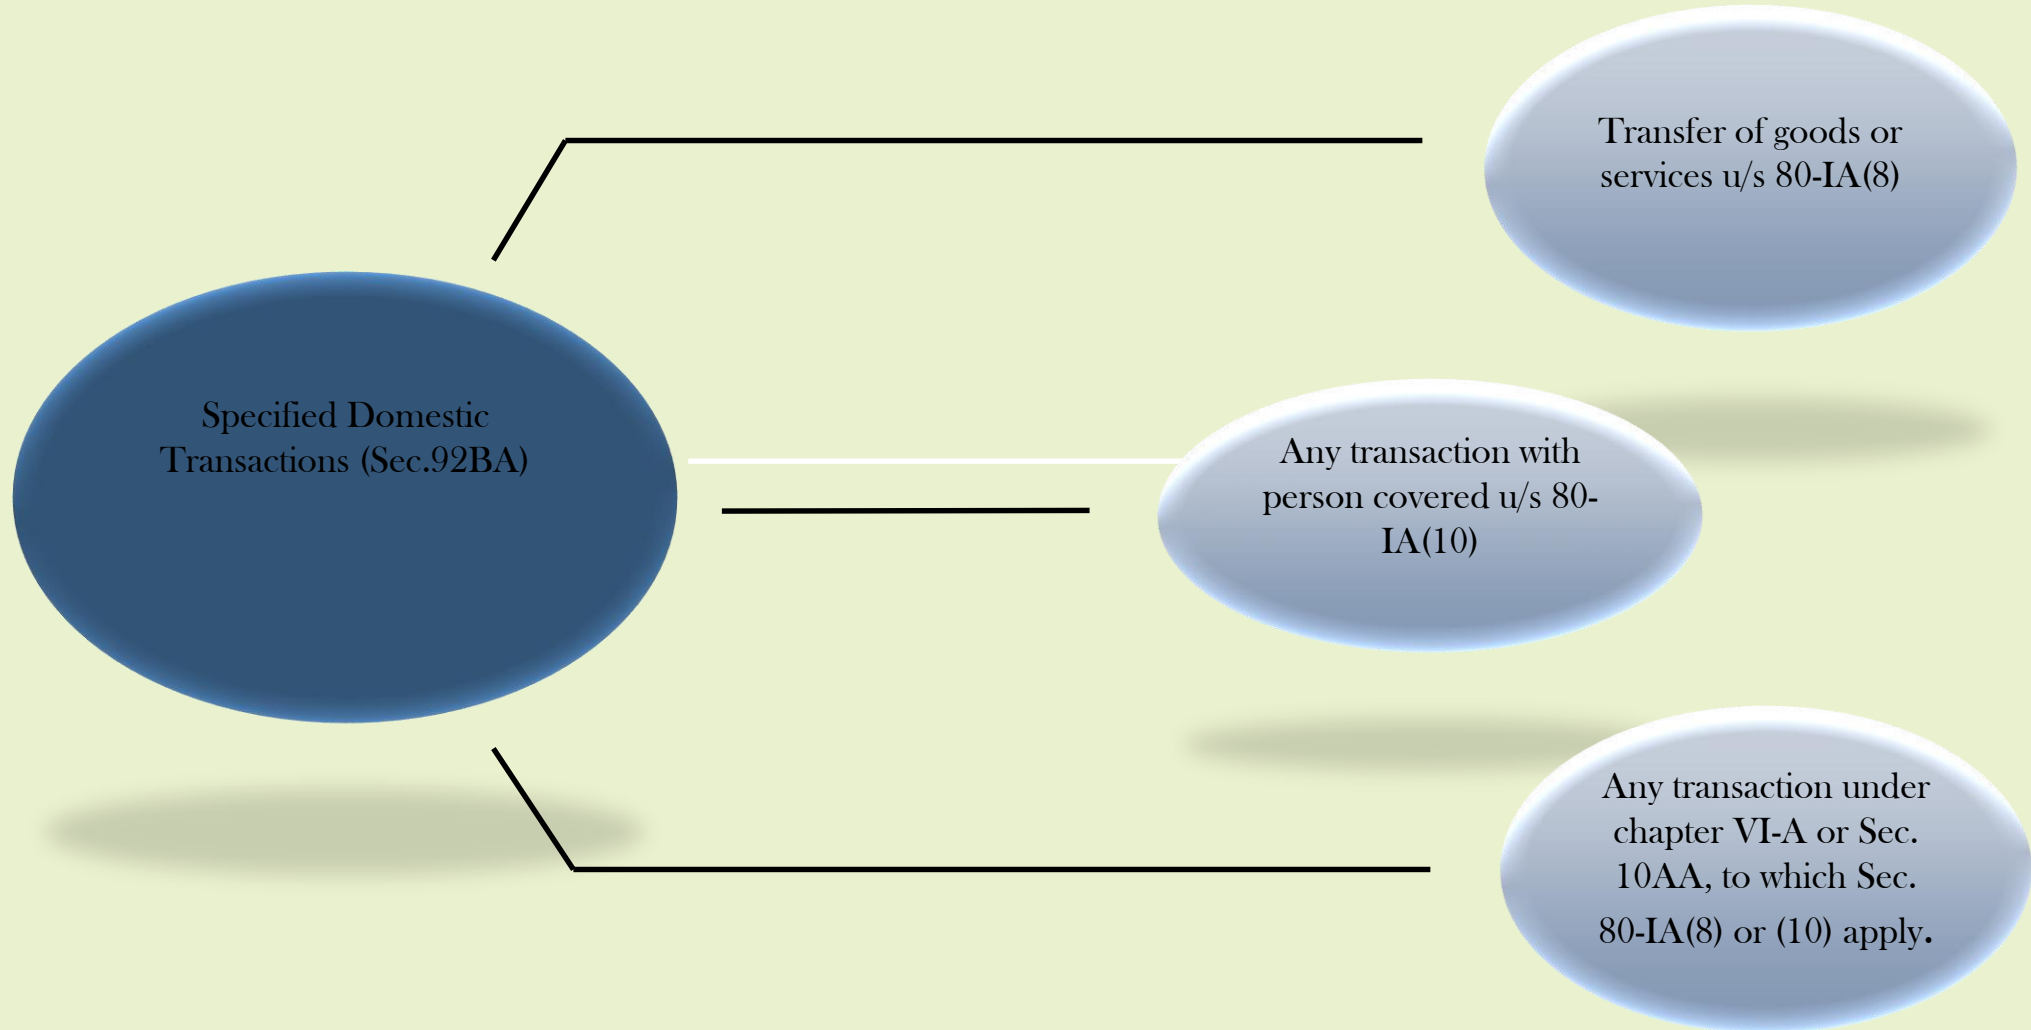 Transfer of goods or
services u/s 80-IA(8)
Specified Domestic
Transactions (Sec.92BA)
Any transaction with
person covered u/s 80-
IA(10)
Any transaction under
chapter VI-A or Sec.
10AA, to which Sec.
80-IA(8) or (10) apply.